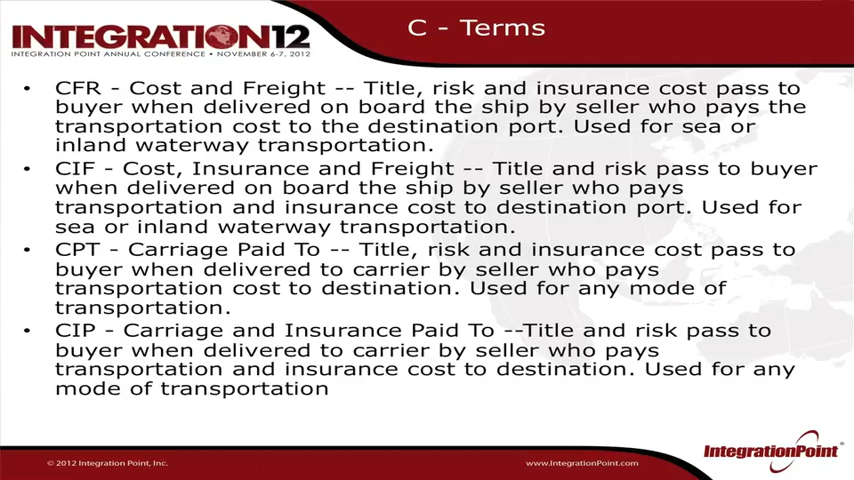 INTEGRATION12
INTEGRATION POINT ANNUAL CONFERENCE • NOVEMBER 6-7, 2012
C - Terms
• CFR - Cost and Freight -- Title, risk and insurance cost pass to
buyer when delivered on board the ship by seller who pays the
transportation cost to the destination port. Used for sea or
inland waterway transportation.
• CIF - Cost, Insurance and Freight -- Title and risk pass to buyer
when delivered on board the ship by seller who pays
transportation and insurance cost to destination port. Used for
sea or inland waterway transportation.
• CPT - Carriage Paid To -- Title, risk and insurance cost pass to
buyer when delivered to carrier by seller who pays
transportation cost to destination. Used for any mode of
transportation.
• CIP - Carriage and Insurance Paid To --Title and risk pass to
buyer when delivered to carrier by seller who pays
transportation and insurance cost to destination. Used for any
mode of transportation
© 2012 Integration Point, Inc.
www.IntegrationPoint.com
IntegrationPoint®